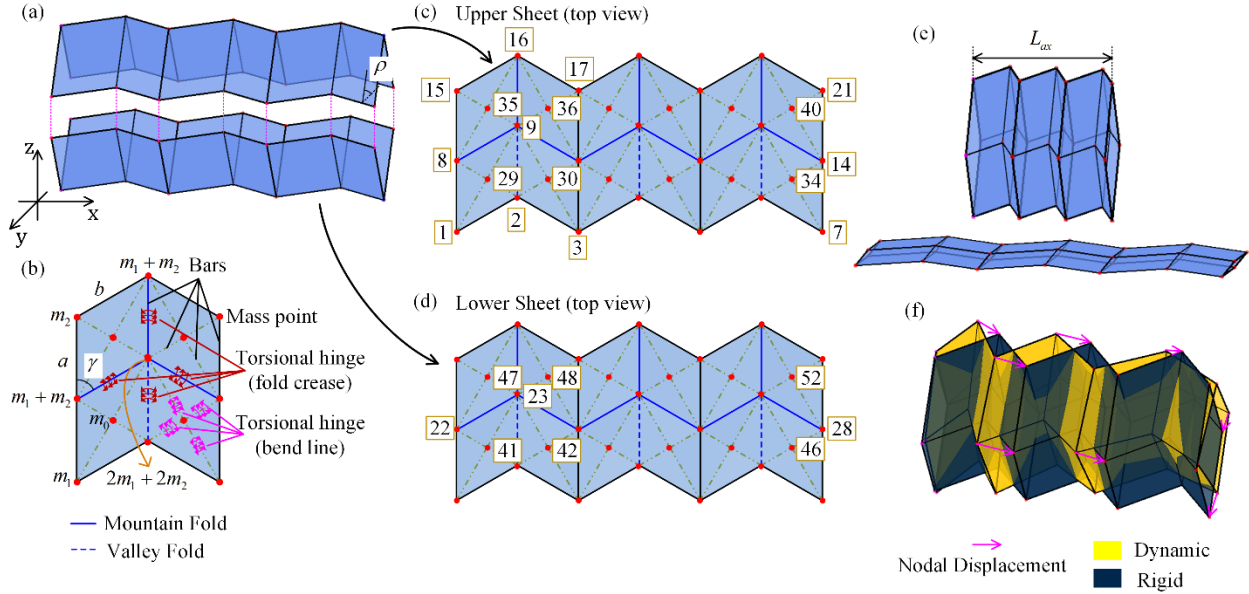 (a)
ρ
z
x
y
(b)
m₁ + m₂
Bars
b
m₂
Mass point
a
γ
Torsional hinge
(fold crease)
m₁ + m₂
m₀
Torsional hinge
(bend line)
m₁
2m₁ + 2m₂
Mountain Fold
Valley Fold
(c)
Upper Sheet (top view)
16
17
15
21
35
36
40
9
8
14
29
30
34
1
2
3
7
(d)
Lower Sheet (top view)
47
48
52
23
22
28
41
42
46
(e)
Lₐₓ
(f)
Nodal Displacement
Dynamic
Rigid